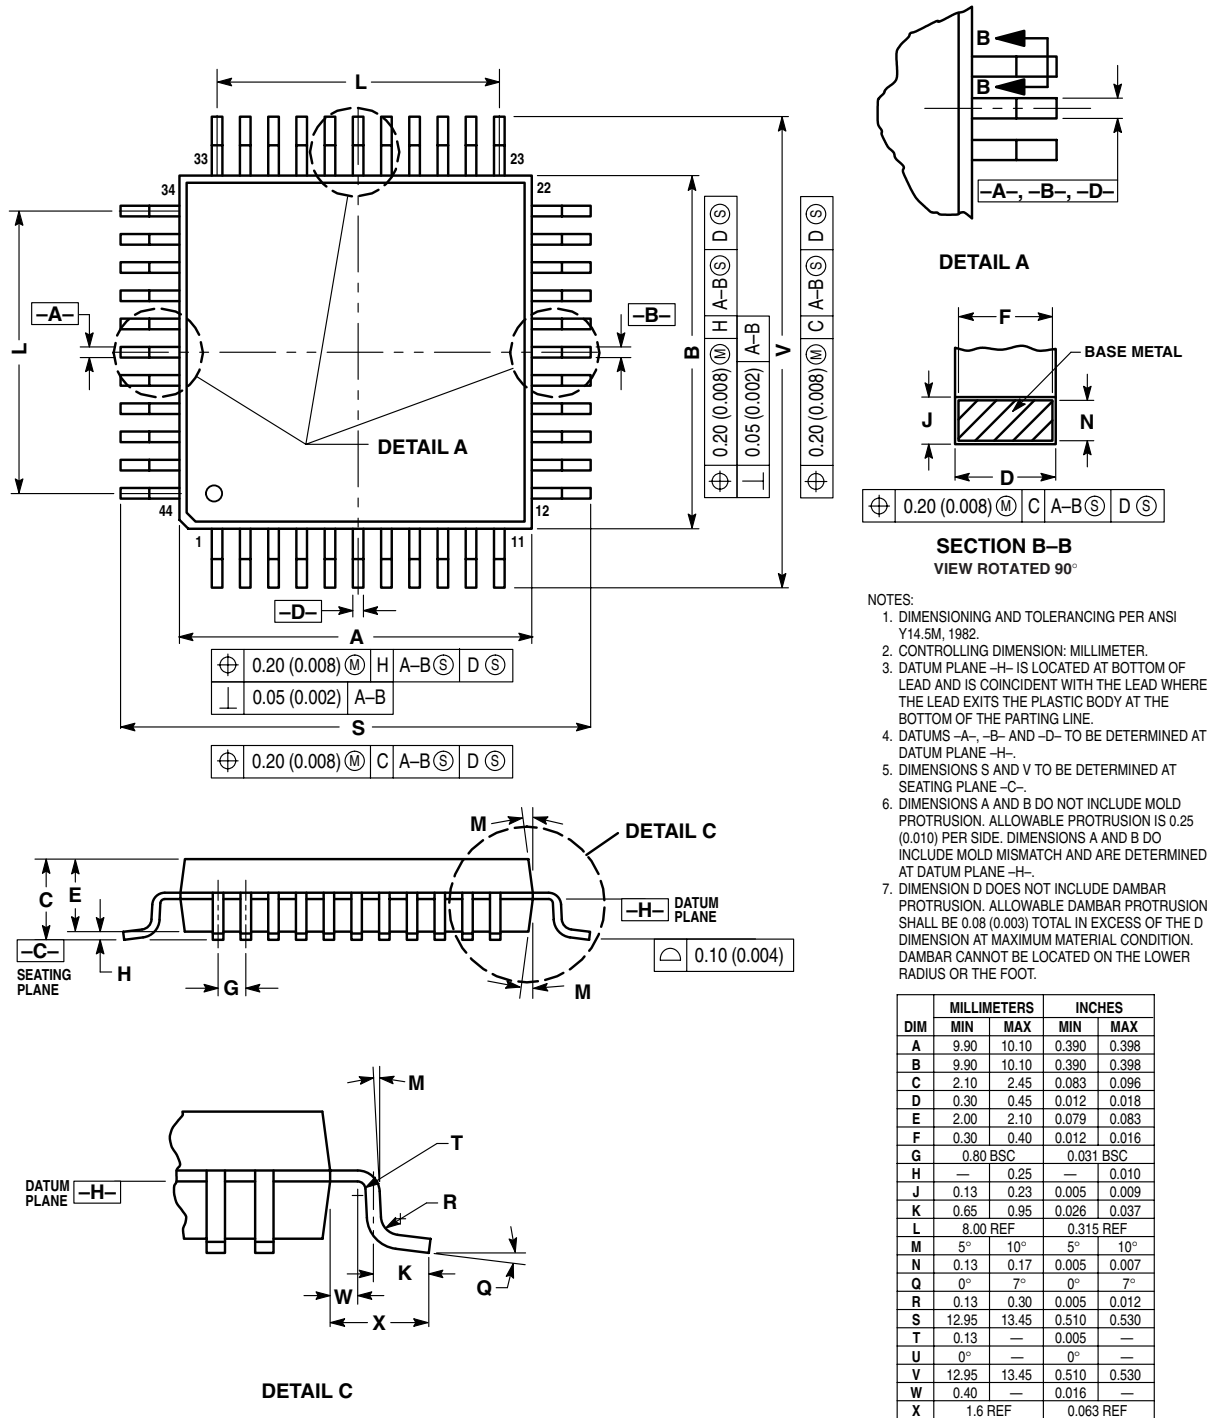 L
33
23
34
22
–A–
–B–
L
B
V
DETAIL A
44
12
1
11
–D–
A
0.20 (0.008) Ⓜ H A–B Ⓢ D Ⓢ
0.05 (0.002) A–B
S
0.20 (0.008) Ⓜ C A–B Ⓢ D Ⓢ
0.20 (0.008) Ⓜ H A–B Ⓢ D Ⓢ
0.05 (0.002) A–B
0.20 (0.008) Ⓜ C A–B Ⓢ D Ⓢ
B
B
–A–, –B–, –D–
DETAIL A
F
BASE METAL
J
N
D
0.20 (0.008) Ⓜ C A–B Ⓢ D Ⓢ
SECTION B–B
VIEW ROTATED 90°
NOTES:
1. DIMENSIONING AND TOLERANCING PER ANSI
Y14.5M, 1982.
2. CONTROLLING DIMENSION: MILLIMETER.
3. DATUM PLANE –H– IS LOCATED AT BOTTOM OF
LEAD AND IS COINCIDENT WITH THE LEAD WHERE
THE LEAD EXITS THE PLASTIC BODY AT THE
BOTTOM OF THE PARTING LINE.
4. DATUMS –A–, –B– AND –D– TO BE DETERMINED AT
DATUM PLANE –H–.
5. DIMENSIONS S AND V TO BE DETERMINED AT
SEATING PLANE –C–.
6. DIMENSIONS A AND B DO NOT INCLUDE MOLD
PROTRUSION. ALLOWABLE PROTRUSION IS 0.25
(0.010) PER SIDE. DIMENSIONS A AND B DO
INCLUDE MOLD MISMATCH AND ARE DETERMINED
AT DATUM PLANE –H–.
7. DIMENSION D DOES NOT INCLUDE DAMBAR
PROTRUSION. ALLOWABLE DAMBAR PROTRUSION
SHALL BE 0.08 (0.003) TOTAL IN EXCESS OF THE D
DIMENSION AT MAXIMUM MATERIAL CONDITION.
DAMBAR CANNOT BE LOCATED ON THE LOWER
RADIUS OR THE FOOT.
M
DETAIL C
C
E
–H– DATUM
PLANE
–C–
SEATING
PLANE
H
G
M
0.10 (0.004)
M
T
R
DATUM
PLANE –H–
K
Q
W
X
DETAIL C
MILLIMETERS INCHES
DIM MIN MAX MIN MAX
A 9.90 10.10 0.390 0.398
B 9.90 10.10 0.390 0.398
C 2.10 2.45 0.083 0.096
D 0.30 0.45 0.012 0.018
E 2.00 2.10 0.079 0.083
F 0.30 0.40 0.012 0.016
G 0.80 BSC 0.031 BSC
H — 0.25 — 0.010
J 0.13 0.23 0.005 0.009
K 0.65 0.95 0.026 0.037
L 8.00 REF 0.315 REF
M 5° 10° 5° 10°
N 0.13 0.17 0.005 0.007
Q 0° 7° 0° 7°
R 0.13 0.30 0.005 0.012
S 12.95 13.45 0.510 0.530
T 0.13 — 0.005 —
U 0° — 0° —
V 12.95 13.45 0.510 0.530
W 0.40 — 0.016 —
X 1.6 REF 0.063 REF